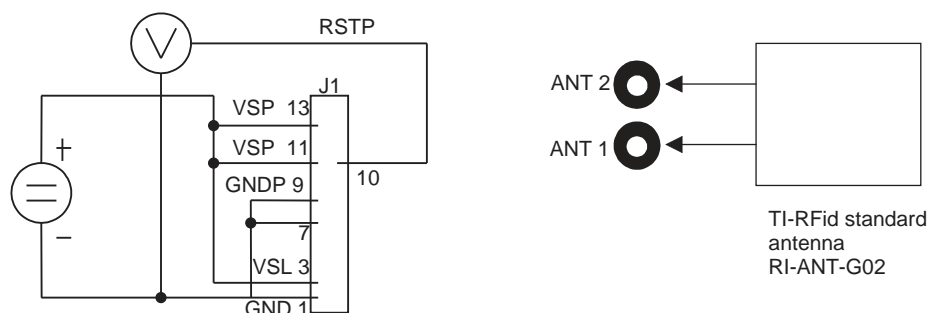 RSTP
V
J1
VSP 13
VSP 11
10
GNDP 9
7
VSL 3
GND 1
+
–
ANT 2
ANT 1
TI-RFid standard
antenna
RI-ANT-G02